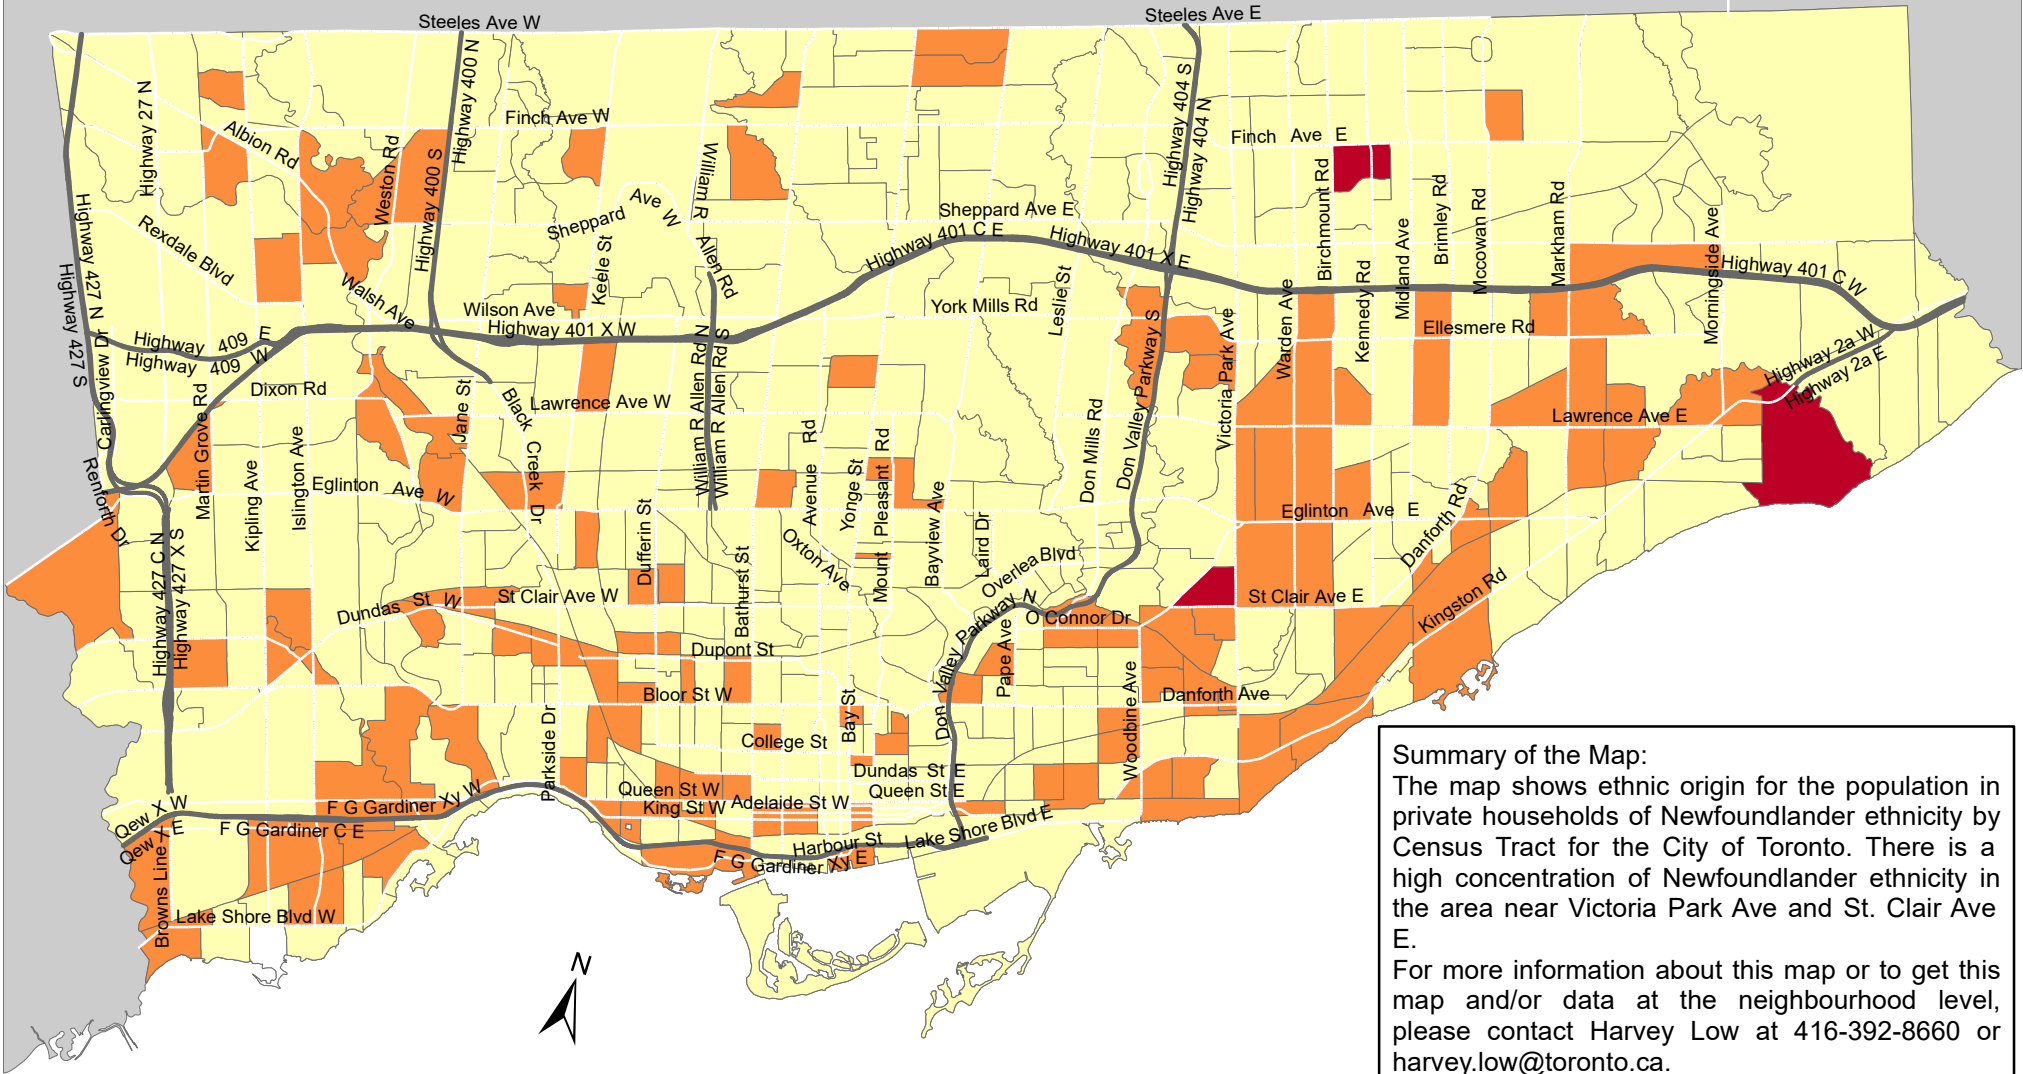 Steeles Ave W
Steeles Ave E
Highway 27 N
Albion Rd
Weston Rd
Highway 400 N
Highway 400 S
Finch Ave W
William R
Allen Rd
Highway 404 S
Highway 404 N
Finch Ave E
Birchmount Rd
Midland Ave
Brimley Rd
Mccowan Rd
Markham Rd
Morningside Ave
Highway 427 N
Highway 427 S
Rexdale Blvd
Sheppard Ave W
Keele St
Sheppard Ave E
Highway 401 C E
Highway 401 X E
Highway 401 C W
Walsh Ave
Wilson Ave
Highway 401 X W
York Mills Rd
Leslie St
Ellesmere Rd
Kennedy Rd
Warden Ave
Victoria Park Ave
Highway 409 E
Highway 409 W
Carlingview Dr
Dixon Rd
Martin Grove Rd
Jane St
Black Creek Dr
Lawrence Ave W
William R Allen Rd N
William R Allen Rd S
Don Valley Parkway S
Don Mills Rd
Highway 2a W
Highway 2a E
Lawrence Ave E
Renforth Dr
Kipling Ave
Islington Ave
Eglinton Ave W
Avenue Rd
Yonge St
Mount Pleasant Rd
Bayview Ave
Laird Dr
Eglinton Ave E
Danforth Rd
Highway 427 C N
Highway 427 X S
Dufferin St
Bathurst St
Oxton Ave
Overlea Blvd
Dundas St W
St Clair Ave W
St Clair Ave E
Kingston Rd
O Connor Dr
Don Valley Parkway N
Pape Ave
Dupont St
Bloor St W
Woodbine Ave
Danforth Ave
Parkside Dr
Bay St
College St
Dundas St E
Queen St W
Queen St E
King St W
Adelaide St W
Qew X W
Qew X E
F G Gardiner Xy W
F G Gardiner C E
Harbour St
Lake Shore Blvd E
F G Gardiner Xy E
Browns Line
Lake Shore Blvd W
N
Summary of the Map:
The map shows ethnic origin for the population in
private households of Newfoundlander ethnicity by
Census Tract for the City of Toronto. There is a
high concentration of Newfoundlander ethnicity in
the area near Victoria Park Ave and St. Clair Ave
E.
For more information about this map or to get this
map and/or data at the neighbourhood level,
please contact Harvey Low at 416-392-8660 or
harvey.low@toronto.ca.